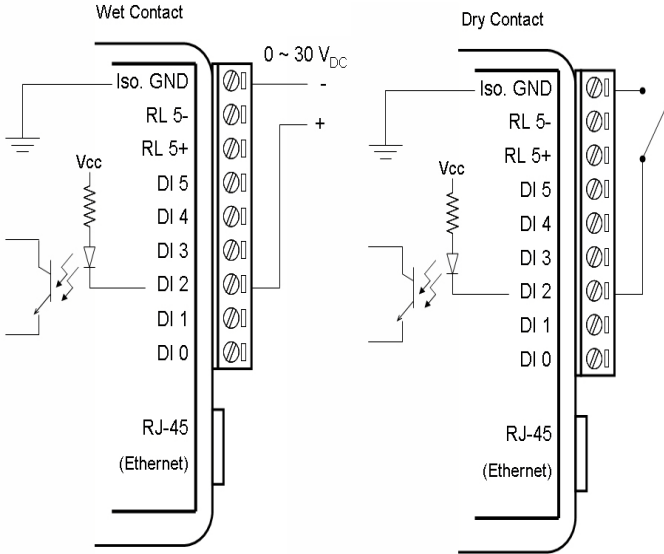 Wet Contact
0 ~ 30 VDC
Iso. GND
-
RL 5-
+
RL 5+
Vcc
DI 5
DI 4
DI 3
DI 2
DI 1
DI 0
RJ-45
(Ethernet)
Dry Contact
Iso. GND
RL 5-
RL 5+
Vcc
DI 5
DI 4
DI 3
DI 2
DI 1
DI 0
RJ-45
(Ethernet)